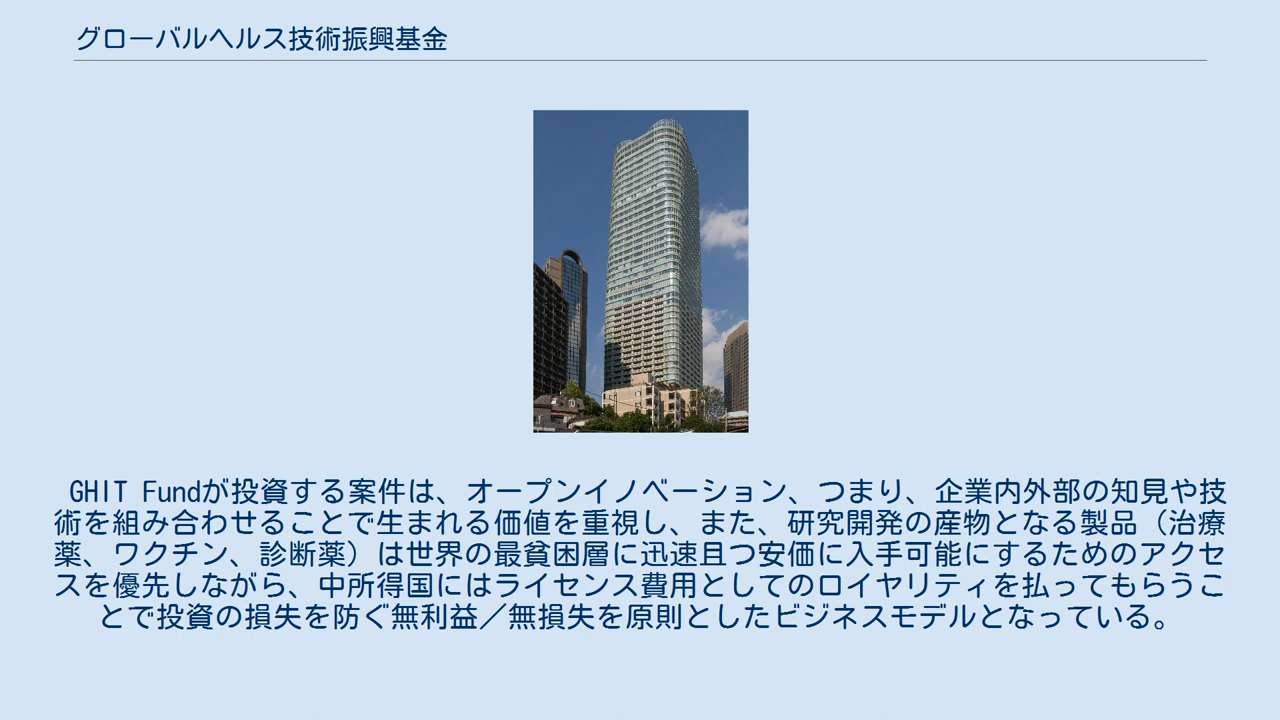 グローバルヘルス技術振興基金
GHIT Fundが投資する案件は、オープンイノベーション、つまり、企業内外部の知見や技
術を組み合わせることで生まれる価値を重視し、また、研究開発の産物となる製品（治療
薬、ワクチン、診断薬）は世界の最貧困層に迅速且つ安価に入手可能にするためのアクセ
スを優先しながら、中所得国にはライセンス費用としてのロイヤリティを払ってもらうこ
とで投資の損失を防ぐ無利益／無損失を原則としたビジネスモデルとなっている。